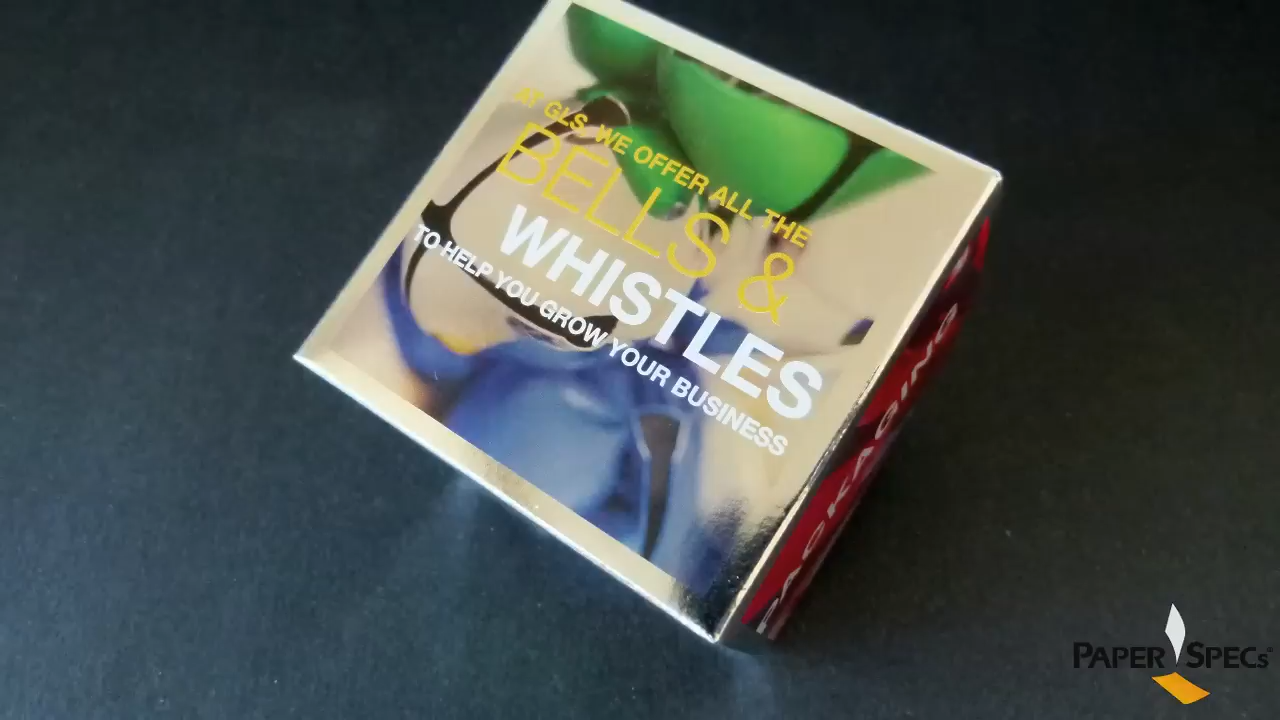 AT GLS, WE OFFER ALL THE
BELLS &
WHISTLES
TO HELP YOU GROW YOUR BUSINESS
PACKAGING
PAPER SPECS®